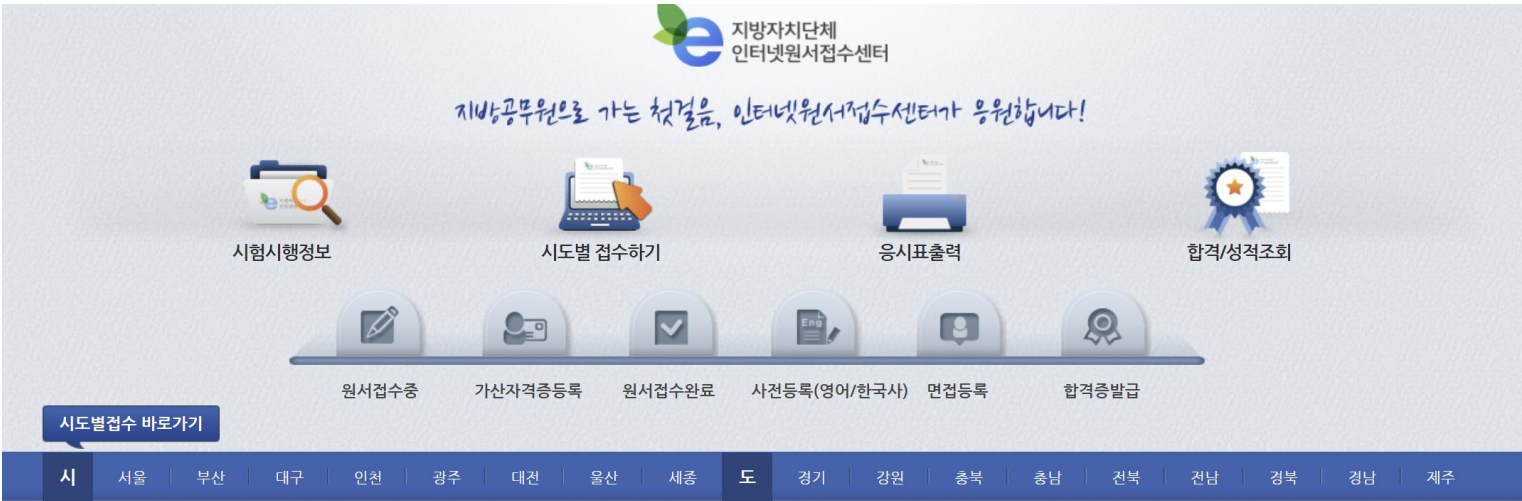 지방자치단체
인터넷원서접수센터
지방공무원으로 가는 첫걸음, 인터넷원서접수센터가 응원합니다!
시험시행정보 시도별 접수하기 응시표출력 합격/성적조회
Eng
원서접수중 가산자격증등록 원서접수완료 사전등록(영어/한국사) 면접등록 합격증발급
시도별접수 바로가기
시 서울 부산 대구 인천 광주 대전 울산 세종 도 경기 강원 충북 충남 전북 전남 경북 경남 제주